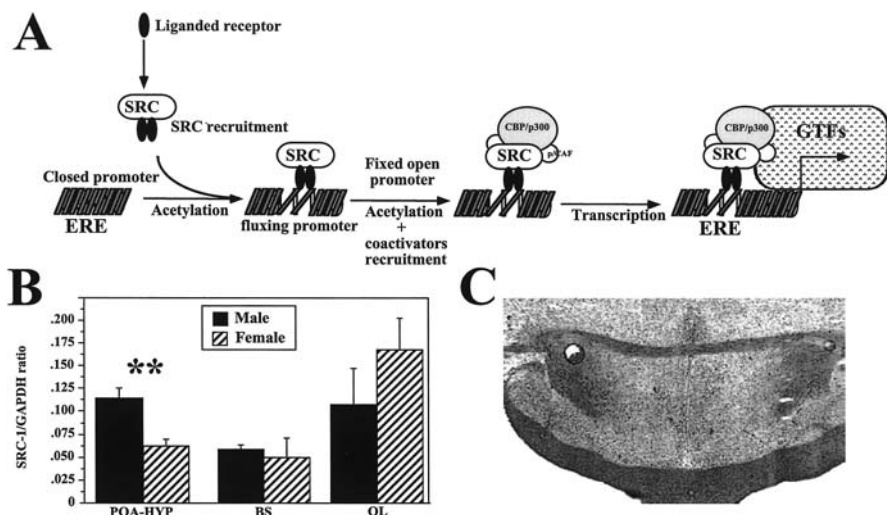 A
Liganded receptor
SRC
SRC recruitment
Closed promoter
ERE
Acetylation
SRC
fluxing promoter
Fixed open
promoter
Acetylation
+
coactivators
recruitment
CBP/p300
SRC
Transcription
CBP/p300
SRC
GTFs
ERE
B
SRC-1/GAPDH ratio
.200
.175
.150
.125
.100
.075
.050
.025
0
Male
Female
**
POA-HYP
BS
OL
C